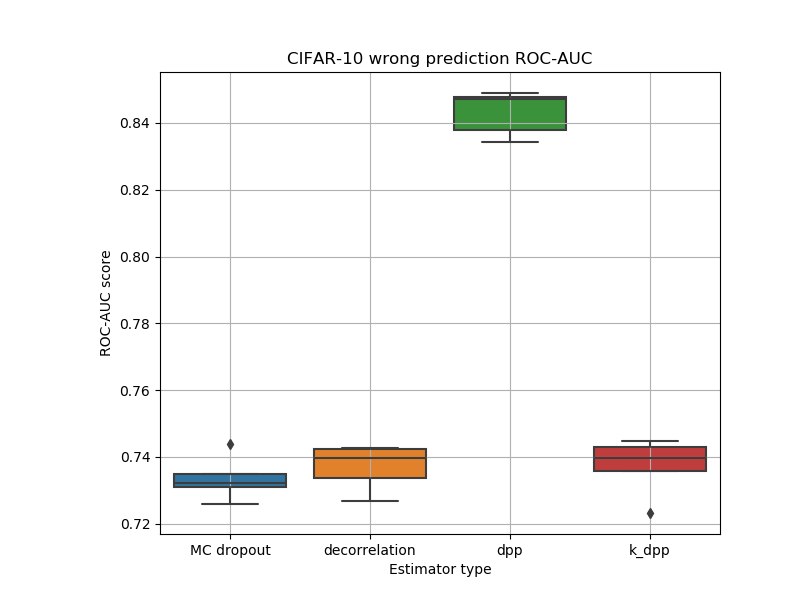 CIFAR-10 wrong prediction ROC-AUC
ROC-AUC score
0.84
0.82
0.80
0.78
0.76
0.74
0.72
MC dropout decorrelation dpp k_dpp
Estimator type